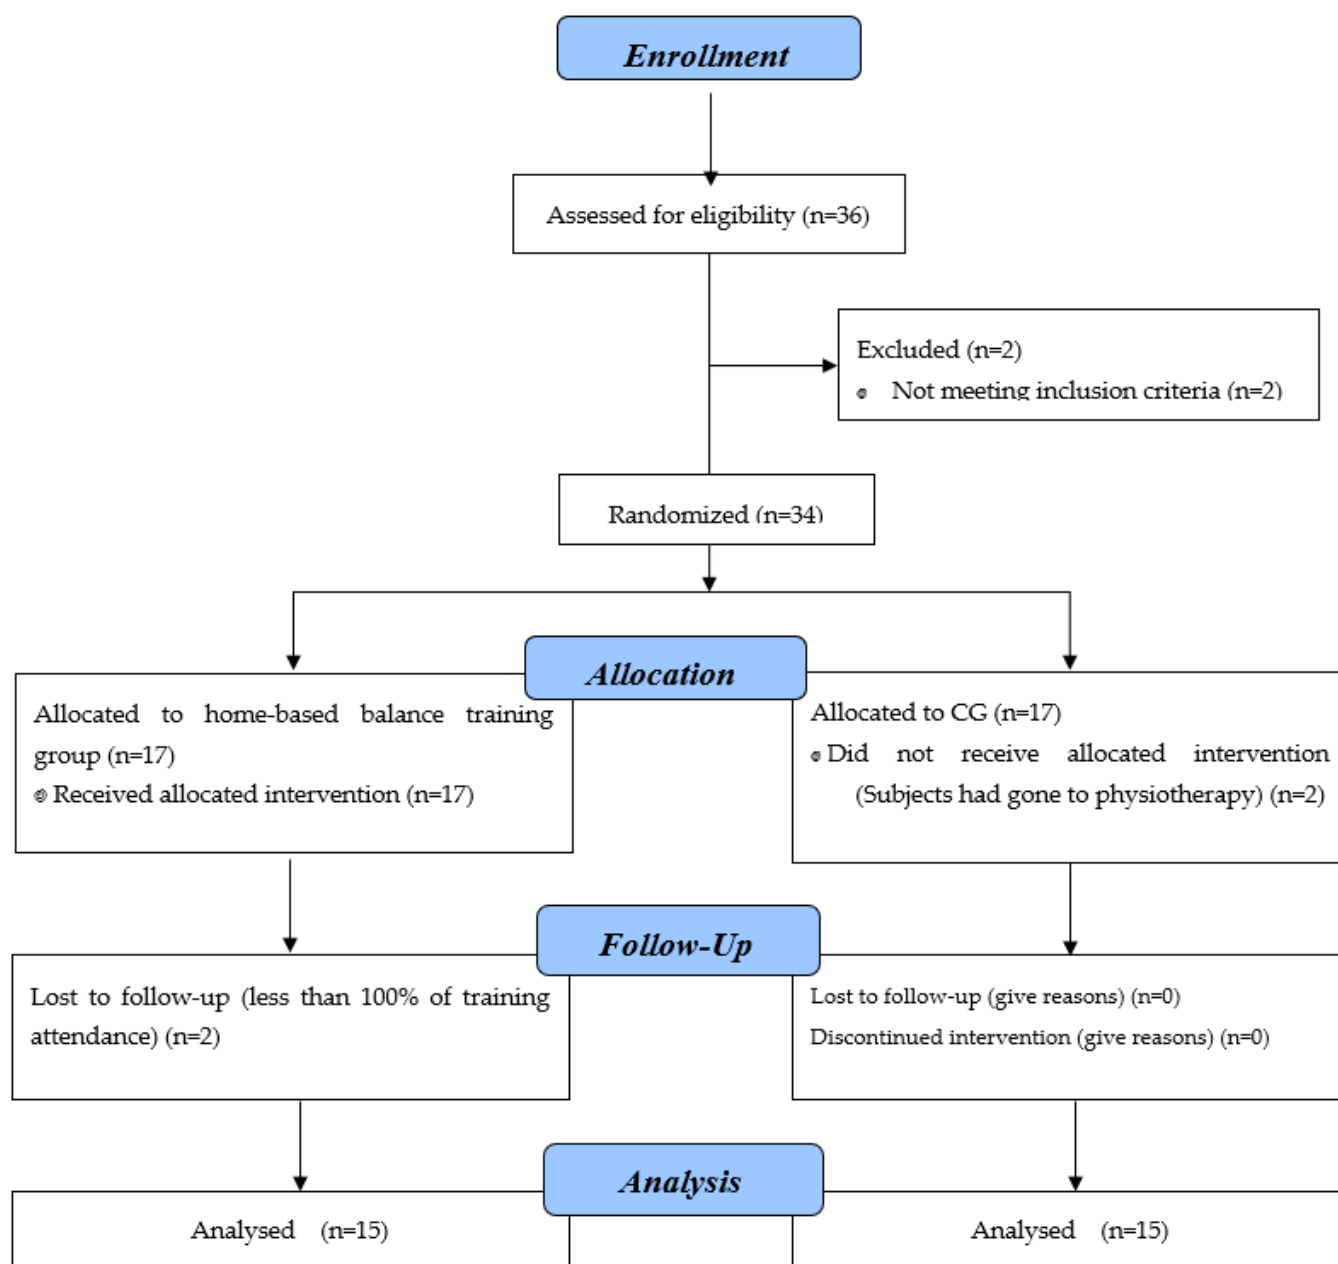 Enrollment
Assessed for eligibility (n=36)
Excluded (n=2)
Not meeting inclusion criteria (n=2)
Randomized (n=34)
Allocation
Allocated to home-based balance training
group (n=17)
Received allocated intervention (n=17)
Allocated to CG (n=17)
Did not receive allocated intervention
(Subjects had gone to physiotherapy) (n=2)
Follow-Up
Lost to follow-up (less than 100% of training
attendance) (n=2)
Lost to follow-up (give reasons) (n=0)
Discontinued intervention (give reasons) (n=0)
Analysis
Analysed (n=15)
Analysed (n=15)